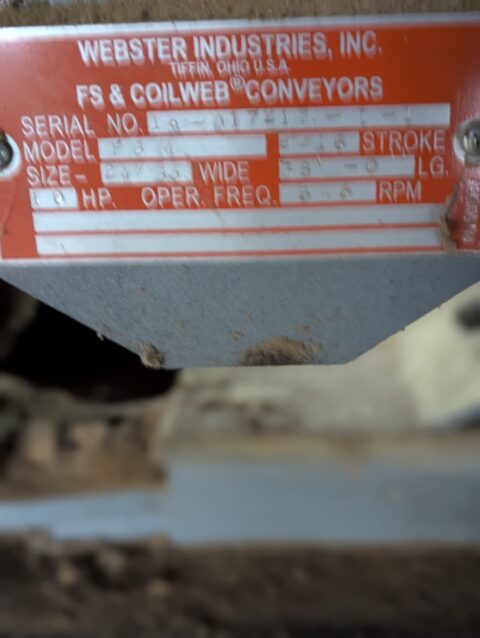 WEBSTER INDUSTRIES, INC.
TIFFIN, OHIO U.S.A.
FS & COILWEB® CONVEYORS
SERIAL NO.
MODEL STROKE
SIZE- WIDE LG.
10 HP. OPER. FREQ. RPM